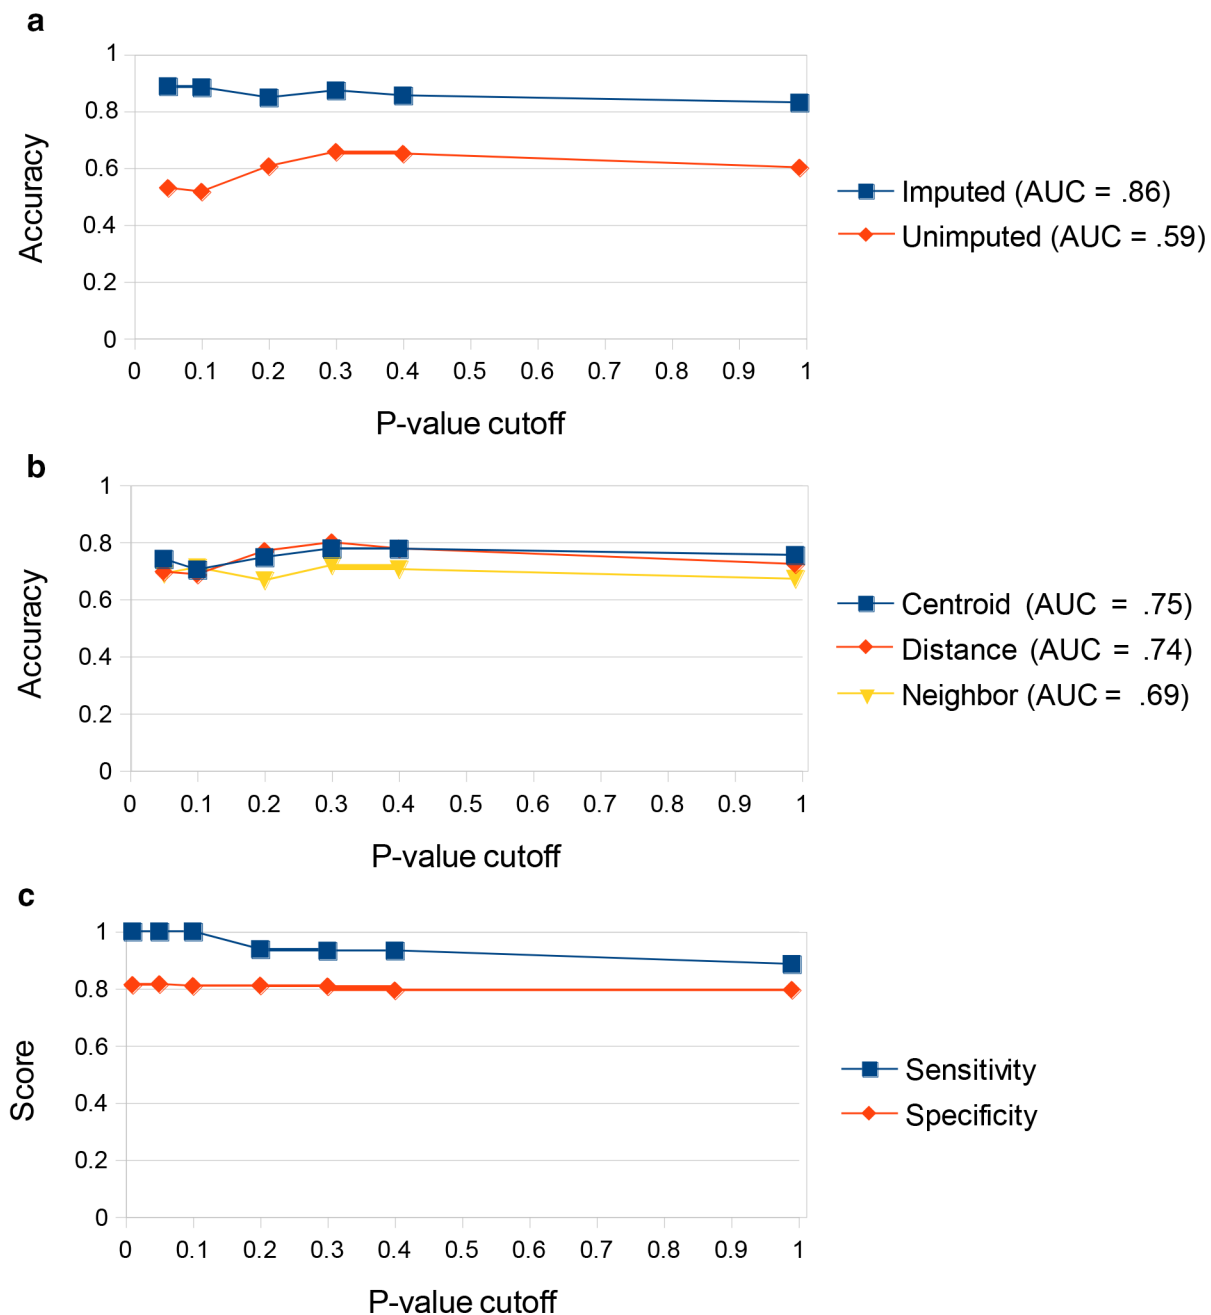 a
1
0.8
0.6
0.4
0.2
0
0 0.1 0.2 0.3 0.4 0.5 0.6 0.7 0.8 0.9 1
Accuracy
P-value cutoff
Imputed (AUC = .86)
Unimputed (AUC = .59)
b
1
0.8
0.6
0.4
0.2
0
0 0.1 0.2 0.3 0.4 0.5 0.6 0.7 0.8 0.9 1
Accuracy
P-value cutoff
Centroid (AUC = .75)
Distance (AUC = .74)
Neighbor (AUC = .69)
c
1
0.8
0.6
0.4
0.2
0
0 0.1 0.2 0.3 0.4 0.5 0.6 0.7 0.8 0.9 1
Score
P-value cutoff
Sensitivity
Specificity